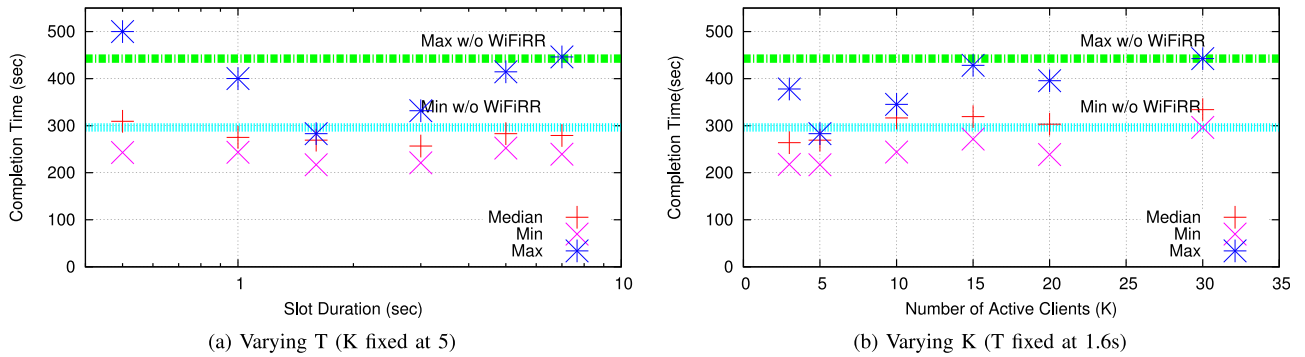 500
400
300
200
100
0
Completion Time (sec)
Max w/o WiFiRR
Min w/o WiFiRR
Median
Min
Max
1
10
Slot Duration (sec)
(a) Varying T (K fixed at 5)
500
400
300
200
100
0
Completion Time(sec)
Max w/o WiFiRR
Min w/o WiFiRR
Median
Min
Max
0
5
10
15
20
25
30
35
Number of Active Clients (K)
(b) Varying K (T fixed at 1.6s)